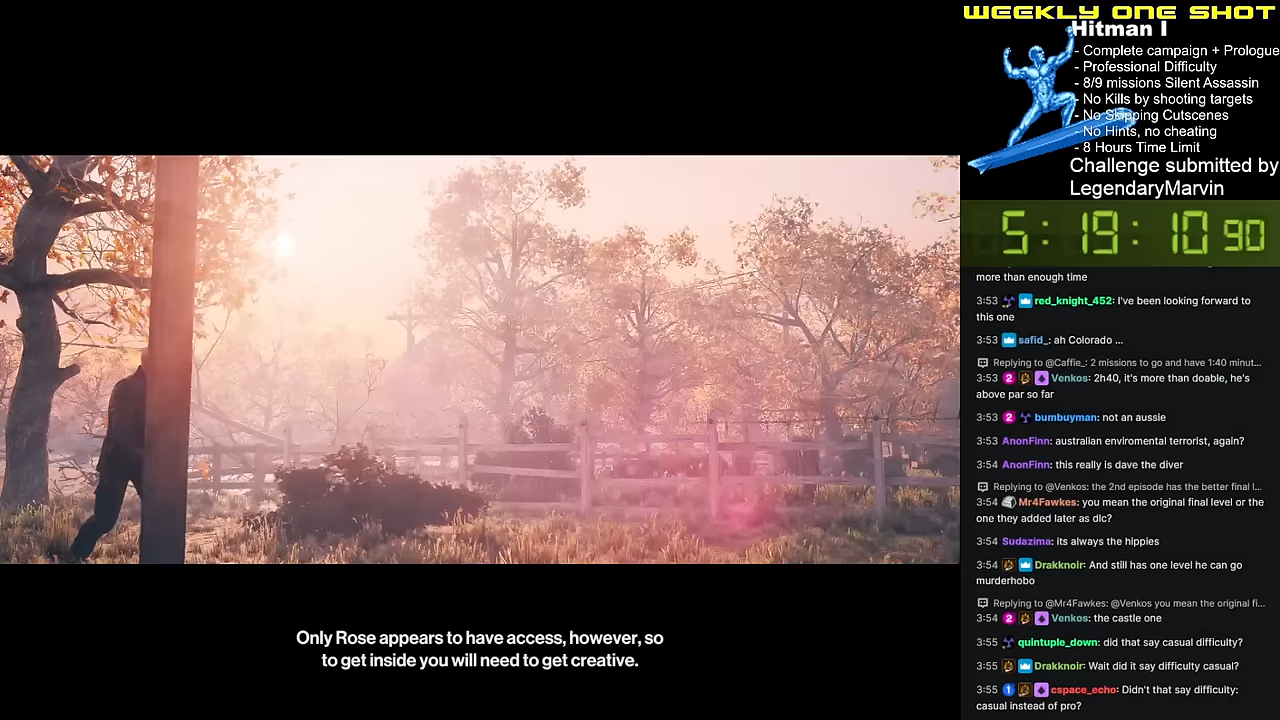 WEEKLY ONE SHOT
Hitman I
- Complete campaign + Prologue
- Professional Difficulty
- 8/9 missions Silent Assassin
- No Kills by shooting targets
- No Skipping Cutscenes
- No Hints, no cheating
- 8 Hours Time Limit
Challenge submitted by
LegendaryMarvin
5:19:10 90
more than enough time
3:53 red_knight_452: I've been looking forward to
this one
3:53 safid_: ah Colorado ...
Replying to @Caffie_: 2 missions to go and have 1:40 minut...
3:53 2 Venkos: 2h40, it's more than doable, he's
above par so far
3:53 2 bumbuyman: not an aussie
3:53 AnonFinn: australian enviromental terrorist, again?
3:54 AnonFinn: this really is dave the diver
Replying to @Venkos: the 2nd episode has the better final l...
3:54 Mr4Fawkes: you mean the original final level or the
one they added later as dlc?
3:54 Sudazima: its always the hippies
3:54 Drakknoir: And still has one level he can go
murderhobo
Replying to @Mr4Fawkes: @Venkos you mean the original fi...
3:54 2 Venkos: the castle one
3:55 quintuple_down: did that say casual difficulty?
3:55 Drakknoir: Wait did it say difficulty casual?
3:55 1 cspace_echo: Didn't that say difficulty:
casual instead of pro?
Only Rose appears to have access, however, so
to get inside you will need to get creative.